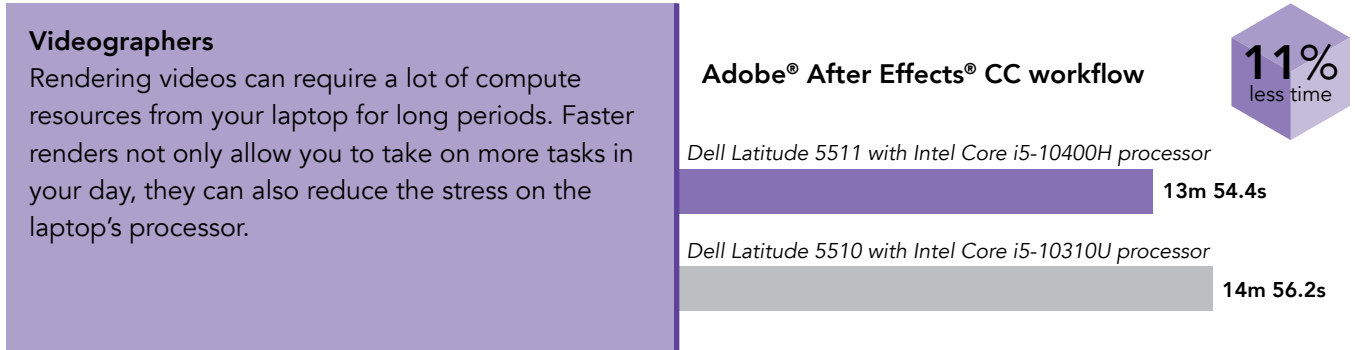 Videographers
Rendering videos can require a lot of compute
resources from your laptop for long periods. Faster
renders not only allow you to take on more tasks in
your day, they can also reduce the stress on the
laptop's processor.
Adobe® After Effects® CC workflow
11%
less time
Dell Latitude 5511 with Intel Core i5-10400H processor
13m 54.4s
Dell Latitude 5510 with Intel Core i5-10310U processor
14m 56.2s